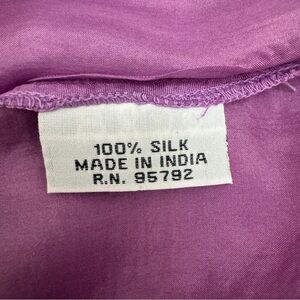 100% SILK
MADE IN INDIA
R.N. 95792